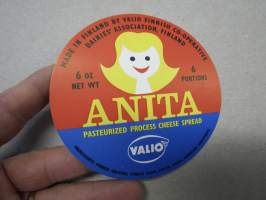 MADE IN FINLAND BY VALIO FINNISH CO-OPERATIVE
DAIRIES' ASSOCIATION, FINLAND
6 OZ
NET WT
6
PORTIONS
ANITA
PASTEURIZED PROCESS CHEESE SPREAD
VALIO